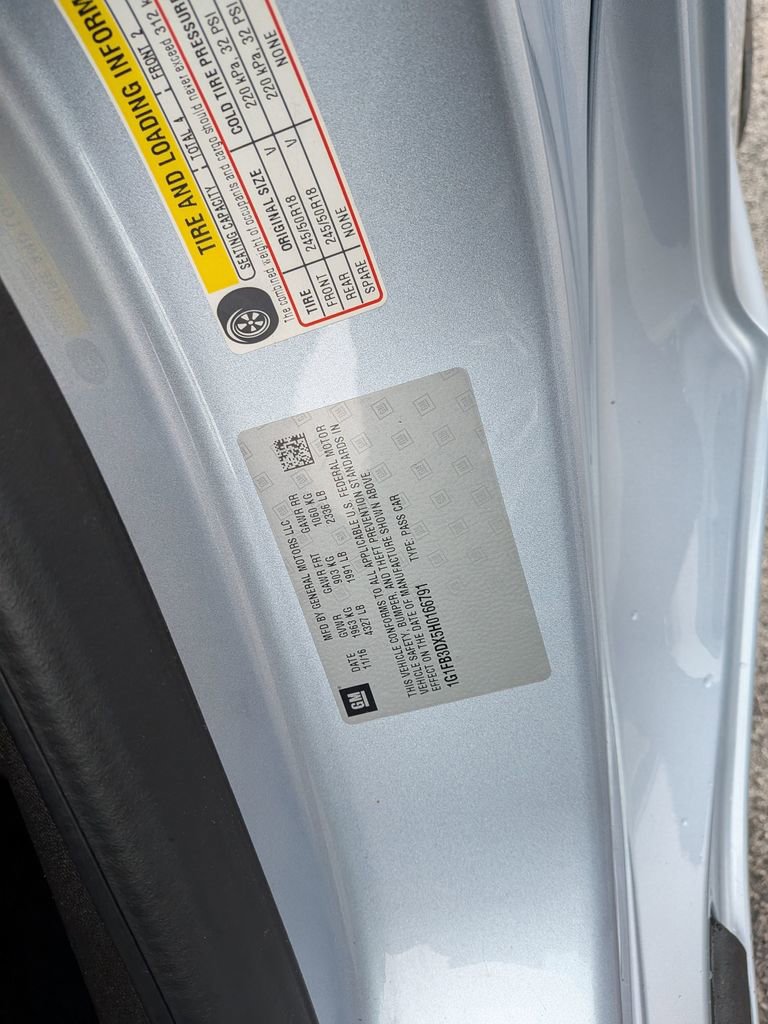 TIRE AND LOADING INFORM
SEATING CAPACITY TOTAL 4 FRONT 2
The combined weight of occupants and cargo should never exceed 312 K
TIRE ORIGINAL SIZE COLD TIRE PRESSURE
FRONT 245/50R18 V 220 kPa, 32 PSI
REAR 245/50R18 V 220 kPa, 32 PSI
SPARE NONE NONE
GM
MFD BY GENERAL MOTORS LLC
DATE GVWR GAWR FRT GAWR RR
11/16 1963 KG 903 KG 1060 KG
4327 LB 1991 LB 2336 LB
THIS VEHICLE CONFORMS TO ALL APPLICABLE U.S. FEDERAL MOTOR
VEHICLE SAFETY, BUMPER, AND THEFT PREVENTION STANDARDS IN
EFFECT ON THE DATE OF MANUFACTURE SHOWN ABOVE.
1G1FB3DX5H0166791 TYPE: PASS CAR